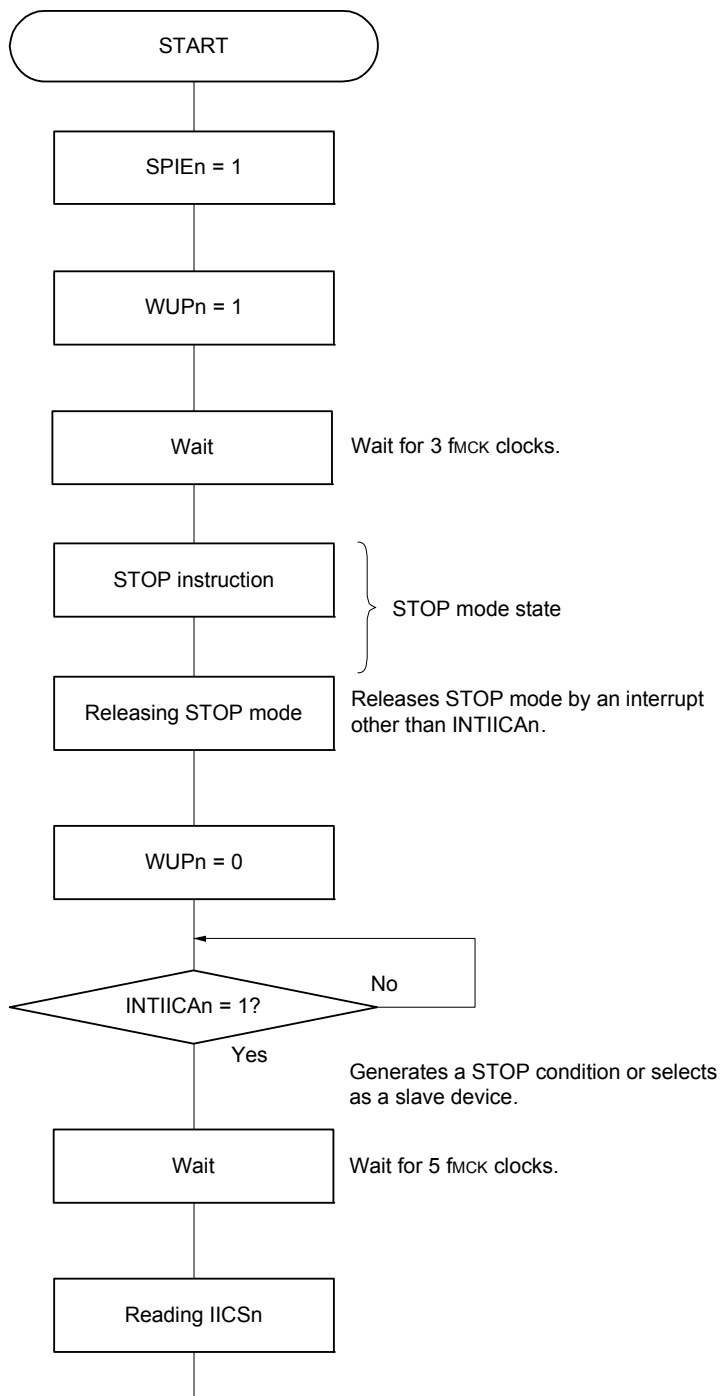 START
SPIEn = 1
WUPn = 1
Wait
Wait for 3 fMCK clocks.
STOP instruction
STOP mode state
Releasing STOP mode
Releases STOP mode by an interrupt
other than INTIICAn.
WUPn = 0
No
INTIICAn = 1?
Yes
Generates a STOP condition or selects
as a slave device.
Wait
Wait for 5 fMCK clocks.
Reading IICSn